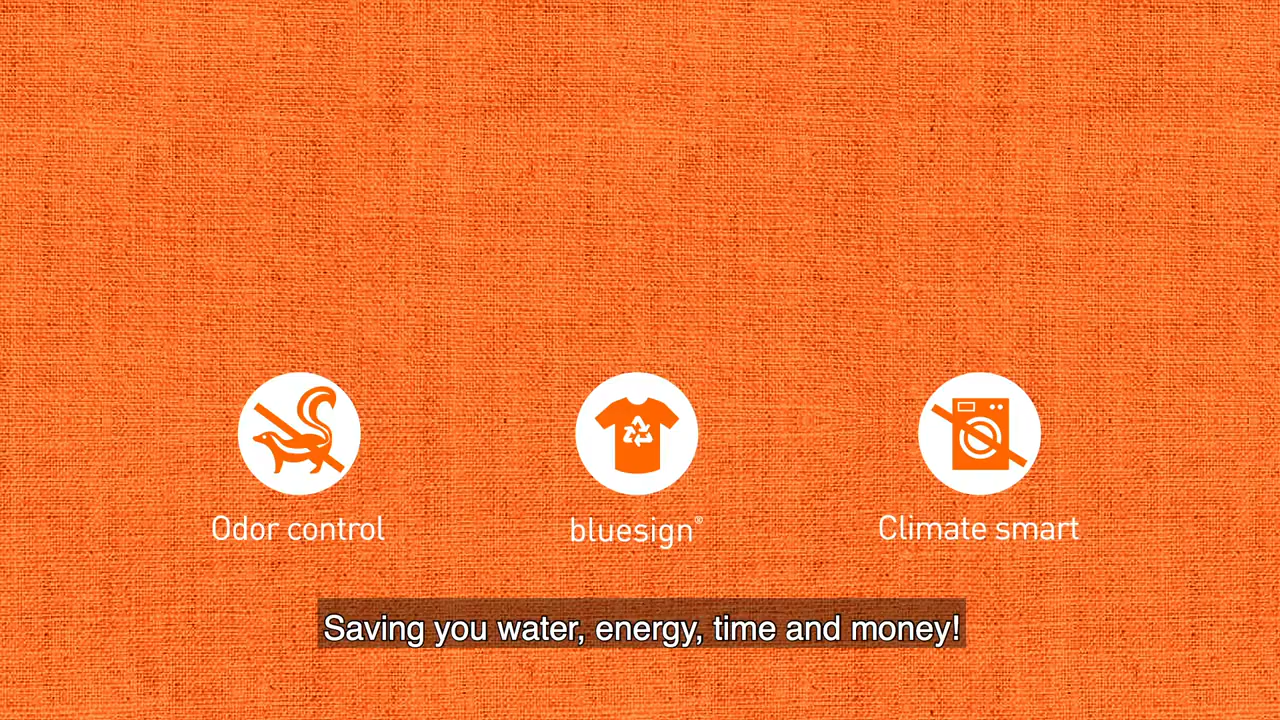 Odor control
bluesign®
Climate smart
Saving you water, energy, time and money!